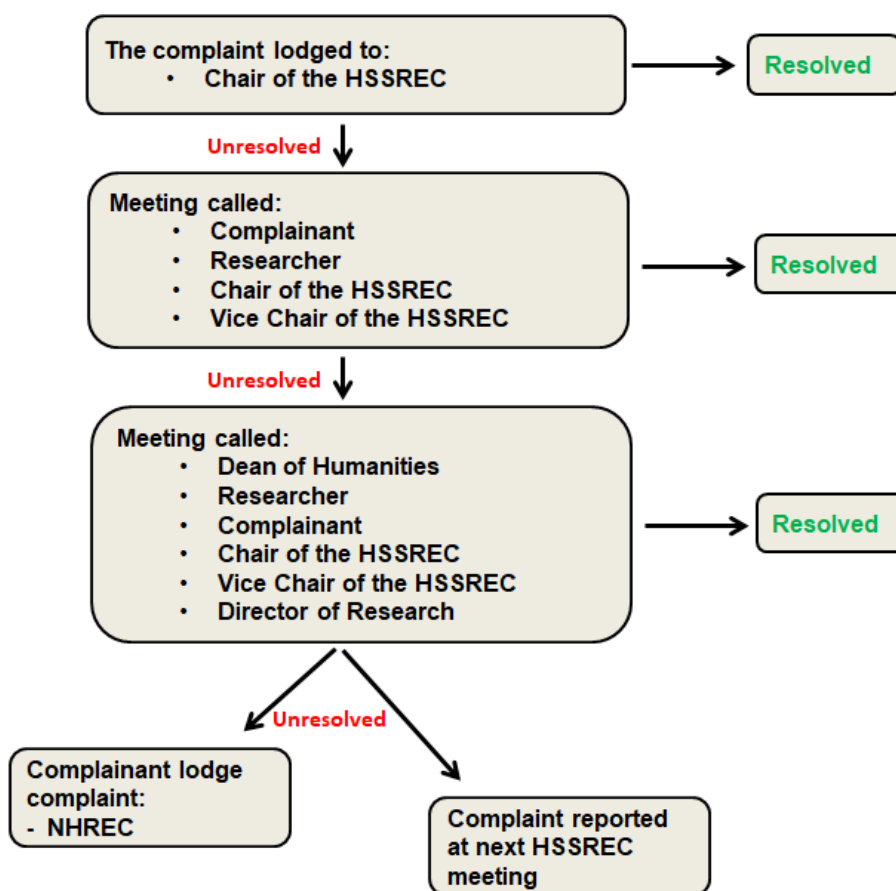 The complaint lodged to:
• Chair of the HSSREC
Resolved
Unresolved
Meeting called:
• Complainant
• Researcher
• Chair of the HSSREC
• Vice Chair of the HSSREC
Resolved
Unresolved
Meeting called:
• Dean of Humanities
• Researcher
• Complainant
• Chair of the HSSREC
• Vice Chair of the HSSREC
• Director of Research
Resolved
Unresolved
Complainant lodge
complaint:
- NHREC
Complaint reported
at next HSSREC
meeting